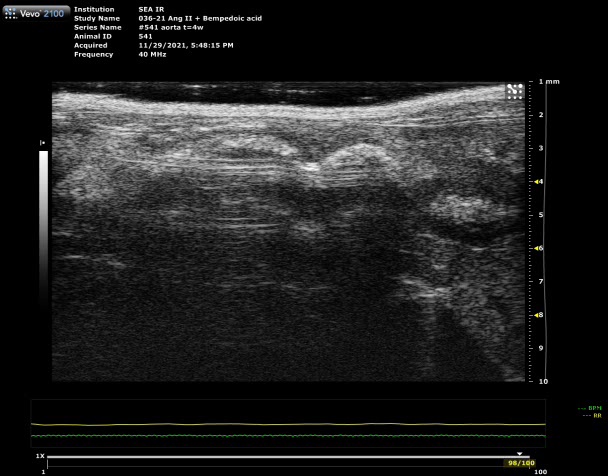 Vevo 2100
Institution SEA IR
Study Name 036-21 Ang II + Bempedoic acid
Series Name #541 aorta t=4w
Animal ID 541
Acquired 11/29/2021, 5:48:15 PM
Frequency 40 MHz
1 mm
2
3
4
5
6
7
8
9
10
BPM
RR
1X
98/100
1 100